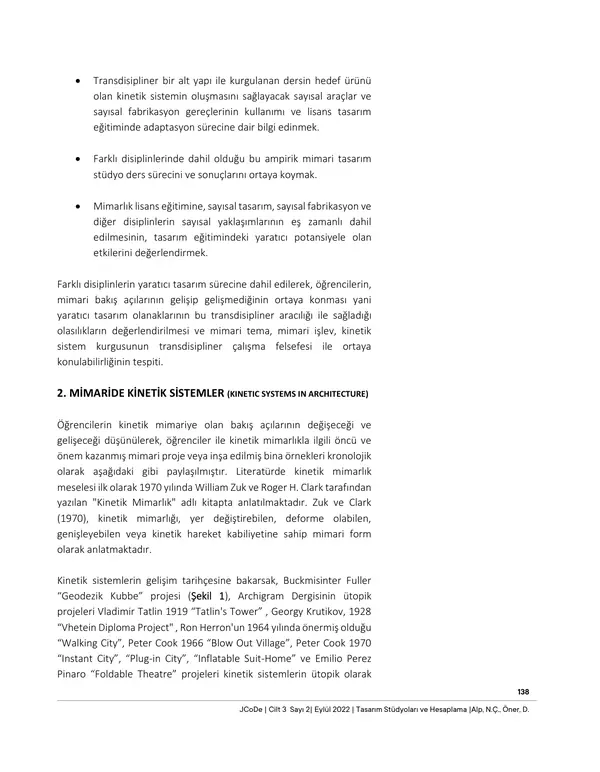 • Transdisipliner bir alt yapı ile kurgulanan dersin hedef ürünü
olan kinetik sistemin oluşmasını sağlayacak sayısal araçlar ve
sayısal fabrikasyon gereçlerinin kullanımı ve lisans tasarım
eğitiminde adaptasyon sürecine dair bilgi edinmek.
• Farklı disiplinlerinde dahil olduğu bu ampirik mimari tasarım
stüdyo ders sürecini ve sonuçlarını ortaya koymak.
• Mimarlık lisans eğitimine, sayısal tasarım, sayısal fabrikasyon ve
diğer disiplinlerin sayısal yaklaşımlarının eş zamanlı dahil
edilmesinin, tasarım eğitimindeki yaratıcı potansiyele olan
etkilerini değerlendirmek.
Farklı disiplinlerin yaratıcı tasarım sürecine dahil edilerek, öğrencilerin,
mimari bakış açılarının gelişip gelişmediğinin ortaya konması yani
yaratıcı tasarım olanaklarının bu transdisipliner aracılığı ile sağladığı
olasılıkların değerlendirilmesi ve mimari tema, mimari işlev, kinetik
sistem kurgusunun transdisipliner çalışma felsefesi ile ortaya
konulabilirliğinin tespiti.
2. MİMARİDE KİNETİK SİSTEMLER (KINETIC SYSTEMS IN ARCHITECTURE)
Öğrencilerin kinetik mimariye olan bakış açılarının değişeceği ve
gelişeceği düşünülerek, öğrenciler ile kinetik mimarlıkla ilgili öncü ve
önem kazanmış mimari proje veya inşa edilmiş bina örnekleri kronolojik
olarak aşağıdaki gibi paylaşılmıştır. Literatürde kinetik mimarlık
meselesi ilk olarak 1970 yılında William Zuk ve Roger H. Clark tarafından
yazılan "Kinetik Mimarlık" adlı kitapta anlatılmaktadır. Zuk ve Clark
(1970), kinetik mimarlığı, yer değiştirebilen, deforme olabilen,
genişleyebilen veya kinetik hareket kabiliyetine sahip mimari form
olarak anlatmaktadır.
Kinetik sistemlerin gelişim tarihçesine bakarsak, Buckmisinter Fuller
“Geodezik Kubbe” projesi (Şekil 1), Archigram Dergisinin ütopik
projeleri Vladimir Tatlin 1919 “Tatlin's Tower” , Georgy Krutikov, 1928
“Vhetein Diploma Project" , Ron Herron'un 1964 yılında önermiş olduğu
“Walking City”, Peter Cook 1966 “Blow Out Village”, Peter Cook 1970
“Instant City”, “Plug-in City”, “Inflatable Suit-Home” ve Emilio Perez
Pinaro “Foldable Theatre” projeleri kinetik sistemlerin ütopik olarak
138
JCoDe | Cilt 3 Sayı 2| Eylül 2022 | Tasarım Stüdyoları ve Hesaplama |Alp, N.Ç., Öner, D.